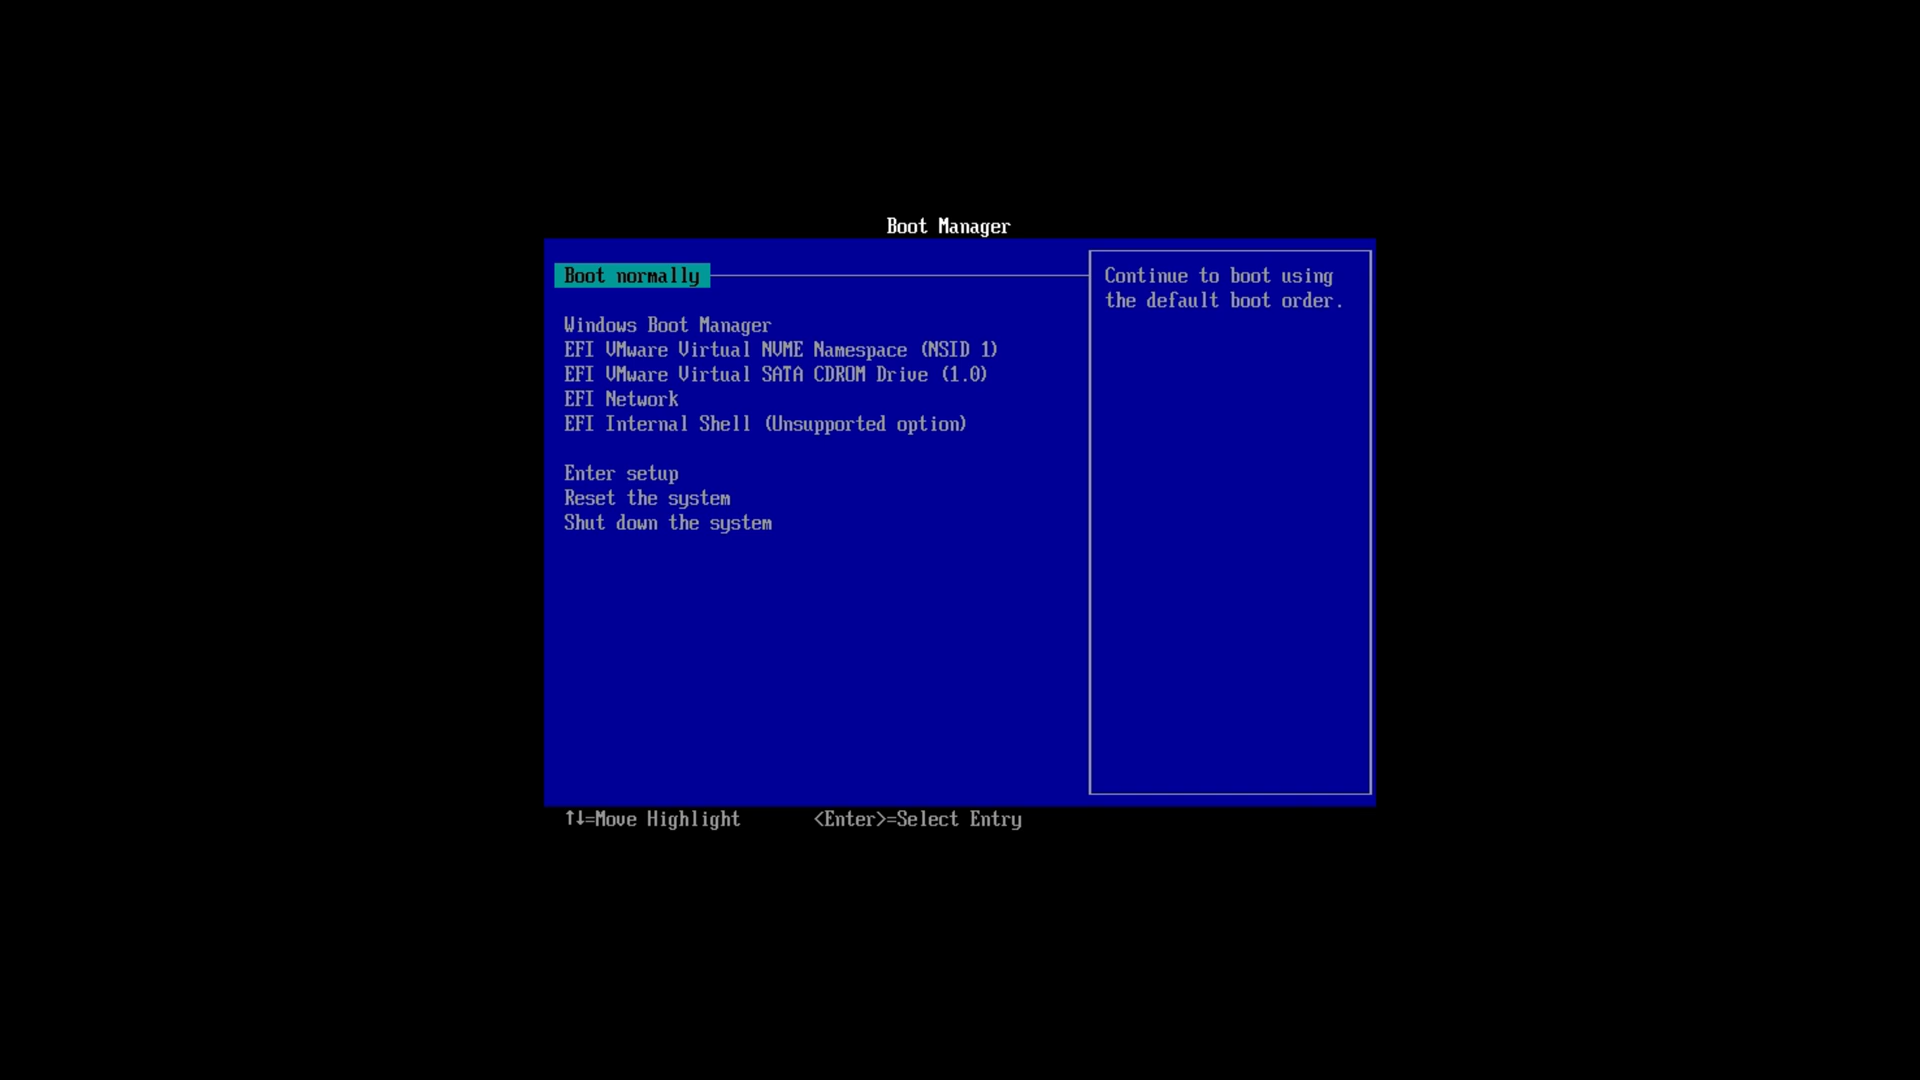 Boot Manager
Boot normally
Continue to boot using
the default boot order.
Windows Boot Manager
EFI VMware Virtual NVME Namespace (NSID 1)
EFI VMware Virtual SATA CDROM Drive (1.0)
EFI Network
EFI Internal Shell (Unsupported option)
Enter setup
Reset the system
Shut down the system
↑↓=Move Highlight <Enter>=Select Entry